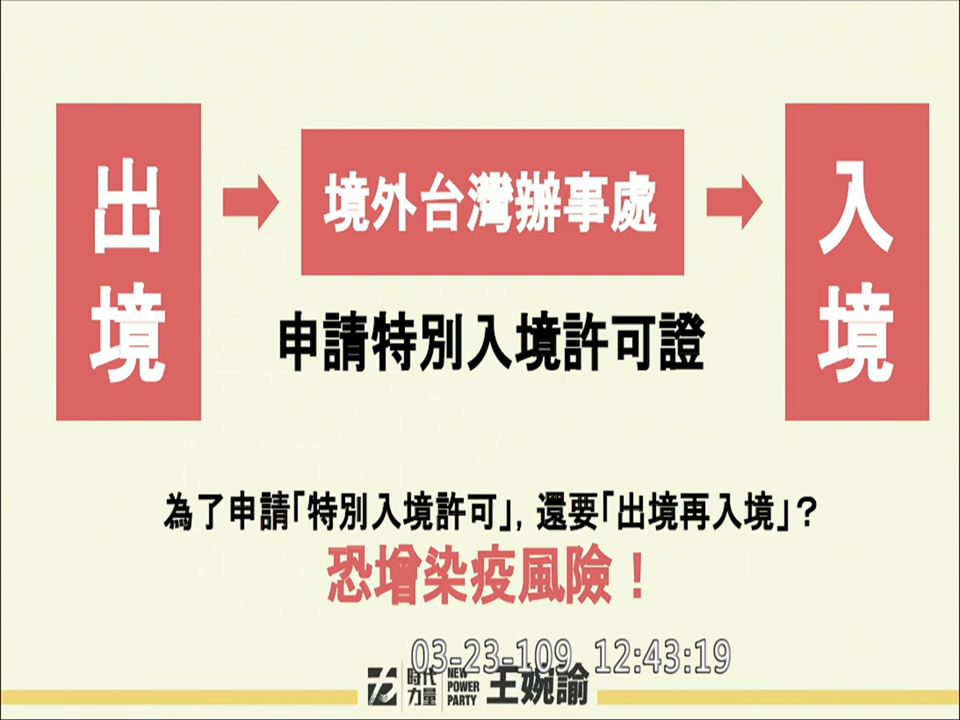 出境
境外台灣辦事處
入境
申請特別入境許可證
為了申請「特別入境許可」, 還要「出境再入境」?
恐增染疫風險!
03-23-109 12:43:19
時代力量
NEW POWER PARTY
王婉諭